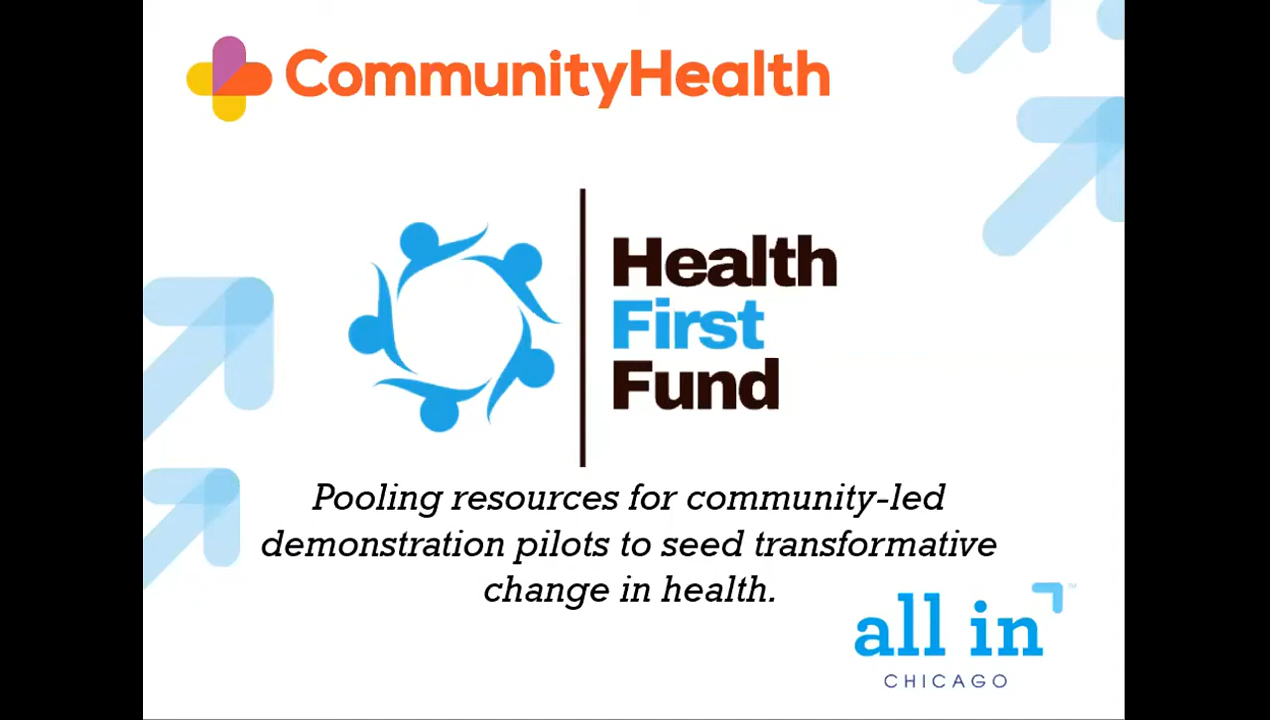 CommunityHealth
Health
First
Fund
Pooling resources for community-led
demonstration pilots to seed transformative
change in health.
all in™
CHICAGO